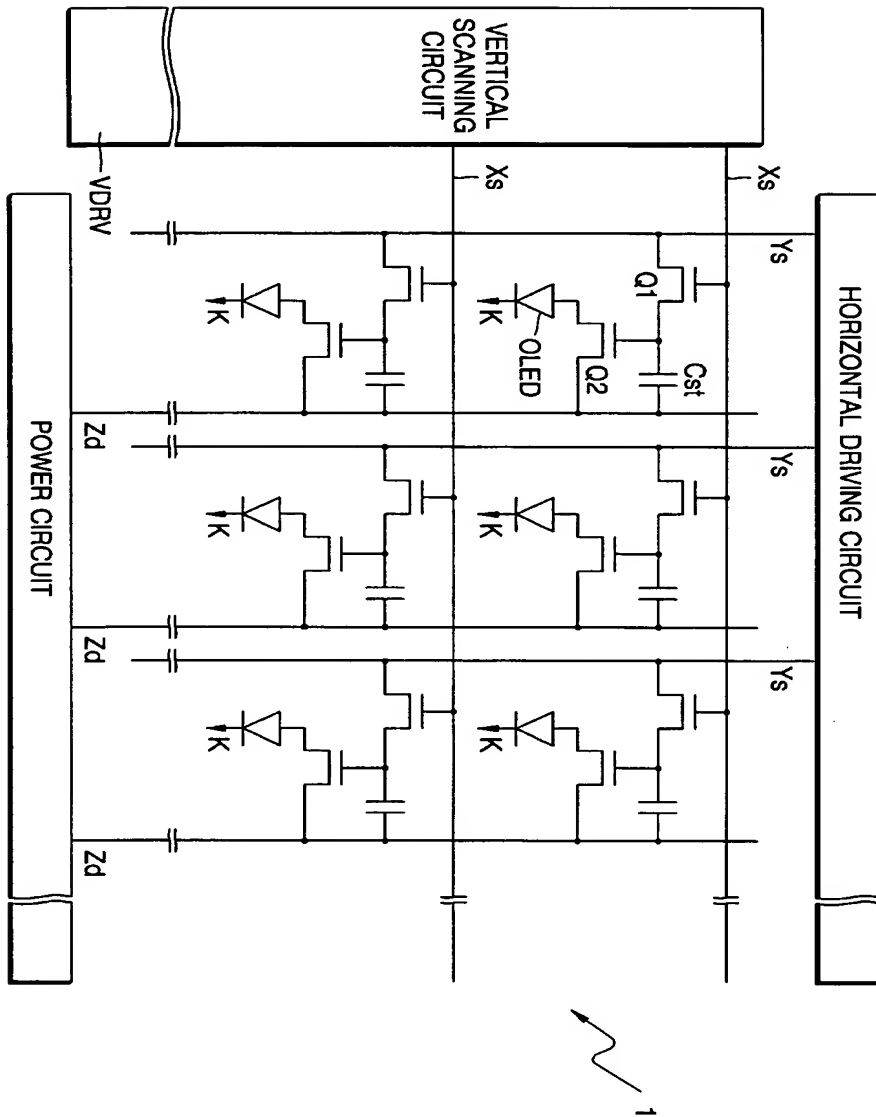 HORIZONTAL DRIVING CIRCUIT
Ys
Ys
Ys
Xs
Cst
Q1
1
Q2
OLED
VERTICAL
SCANNING
CIRCUIT
Xs
K
K
K
K
K
K
VDRV
Zd
Zd
Zd
POWER CIRCUIT